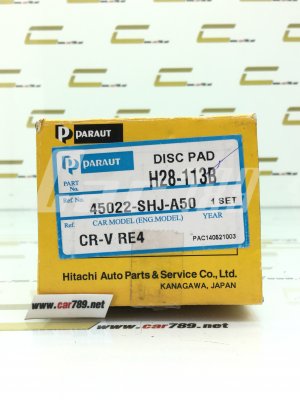 PARAUT
PARAUT
DISC PAD
PART No. H28-113B
Ref.No. 45022-SHJ-A50 1 SET
CAR MODEL (ENG.MODEL) YEAR
Ref. CR-V RE4 PAC140821003
Hitachi Auto Parts & Service Co., Ltd.
KANAGAWA, JAPAN
www.car789.net
www.car789.net